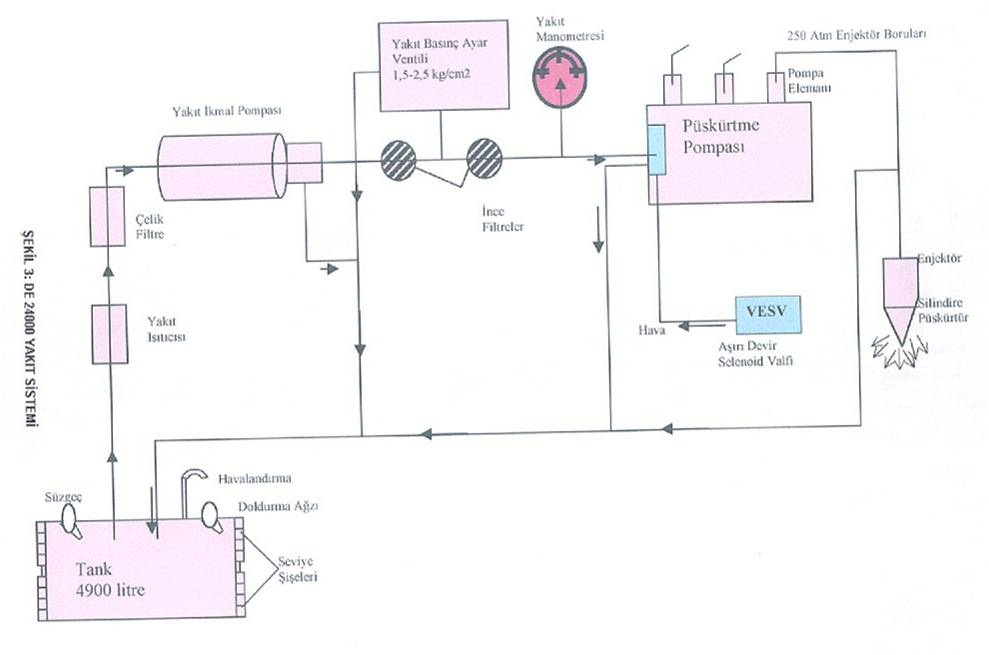 Yakıt
Manometresi
250 Atm Enjektör Boruları
Yakıt Basınç Ayar
Ventili
1,5-2,5 kg/cm2
Pompa
Elemanı
Yakıt İkmal Pompası
Püskürtme
Pompası
Çelik
Filtre
İnce
Filtreler
Enjektör
Silindire
Püskürtür
VESV
Hava
Aşırı Devir
Selenoid Valfi
Yakıt
Isıtıcısı
ŞEKİL 3: DE 24000 YAKIT SİSTEMİ
Havalandırma
Süzgeç
Doldurma Ağzı
Seviye
Şişeleri
Tank
4900 litre